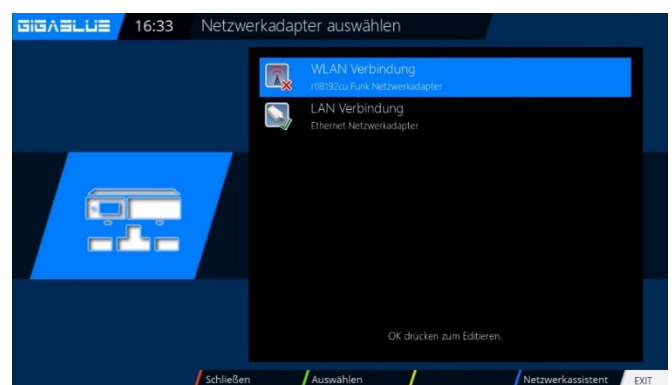 GIGABLUE 16:33 Netzwerkadapter auswählen
WLAN Verbindung
rtl8192cu Funk Netzwerkadapter
LAN Verbindung
Ethernet Netzwerkadapter
OK drücken zum Editieren.
Schließen Auswählen Netzwerkassistent EXIT